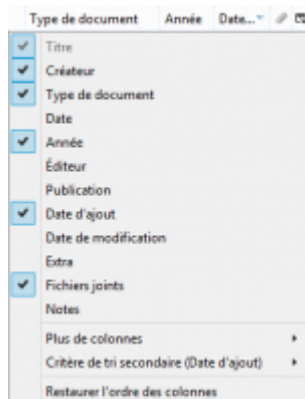 Type de document Année Date...
Titre
Créateur
Type de document
Date
Année
Éditeur
Publication
Date d'ajout
Date de modification
Extra
Fichiers joints
Notes
Plus de colonnes
Critère de tri secondaire (Date d'ajout)
Restaurer l'ordre des colonnes